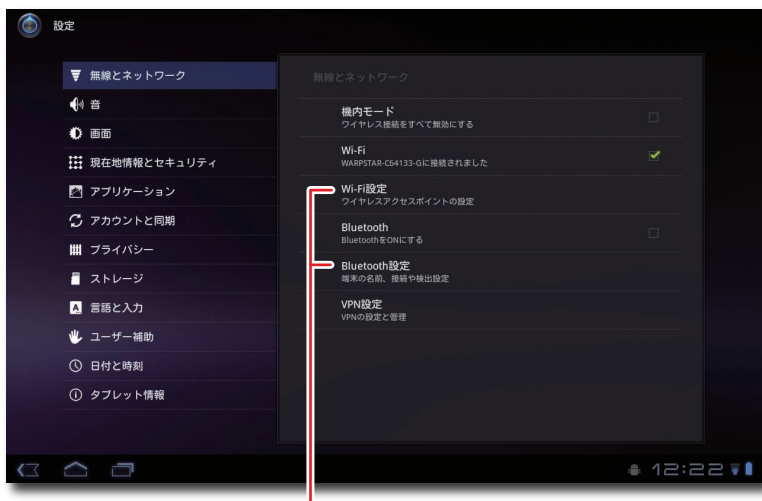 設定
無線とネットワーク
音
画面
現在地情報とセキュリティ
アプリケーション
アカウントと同期
プライバシー
ストレージ
言語と入力
ユーザー補助
日付と時刻
タブレット情報
無線とネットワーク
機内モード
ワイヤレス接続をすべて無効にする
Wi-Fi
WARPSTAR-C64133-Gに接続されました
Wi-Fi設定
ワイヤレスアクセスポイントの設定
Bluetooth
BluetoothをONにする
Bluetooth設定
端末の名前、接続や検出設定
VPN設定
VPNの設定と管理
12:22